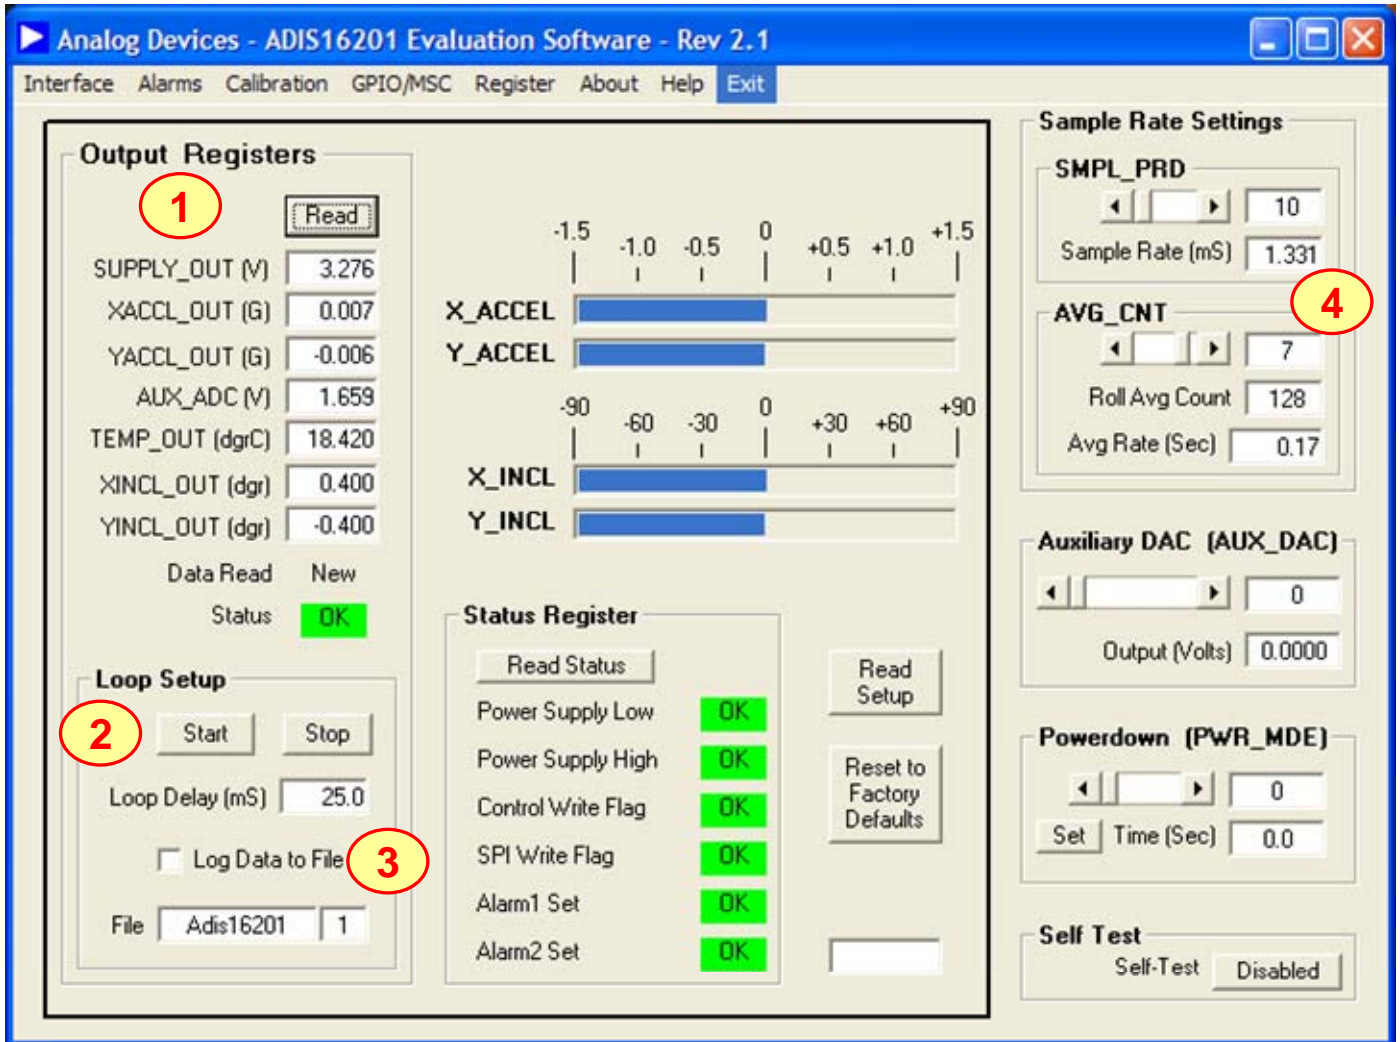 Analog Devices - ADIS16201 Evaluation Software - Rev 2.1
Interface Alarms Calibration GPIO/MSC Register About Help Exit
Output Registers
1
Read
SUPPLY_OUT (V) 3.276
XACCL_OUT (G) 0.007
YACCL_OUT (G) -0.006
AUX_ADC (V) 1.659
TEMP_OUT (dgrC) 18.420
XINCL_OUT (dgr) 0.400
YINCL_OUT (dgr) -0.400
Data Read New
Status OK
Loop Setup
2
Start Stop
Loop Delay (mS) 25.0
Log Data to File
3
File Adis16201 1
-1.5 -1.0 -0.5 0 +0.5 +1.0 +1.5
X_ACCEL
Y_ACCEL
-90 -60 -30 0 +30 +60 +90
X_INCL
Y_INCL
Status Register
Read Status
Power Supply Low OK
Power Supply High OK
Control Write Flag OK
SPI Write Flag OK
Alarm1 Set OK
Alarm2 Set OK
Read
Setup
Reset to
Factory
Defaults
Sample Rate Settings
SMPL_PRD
10
Sample Rate (mS) 1.331
4
AVG_CNT
7
Roll Avg Count 128
Avg Rate (Sec) 0.17
Auxiliary DAC (AUX_DAC)
0
Output (Volts) 0.0000
Powerdown (PWR_MDE)
0
Set Time (Sec) 0.0
Self Test
Self-Test Disabled